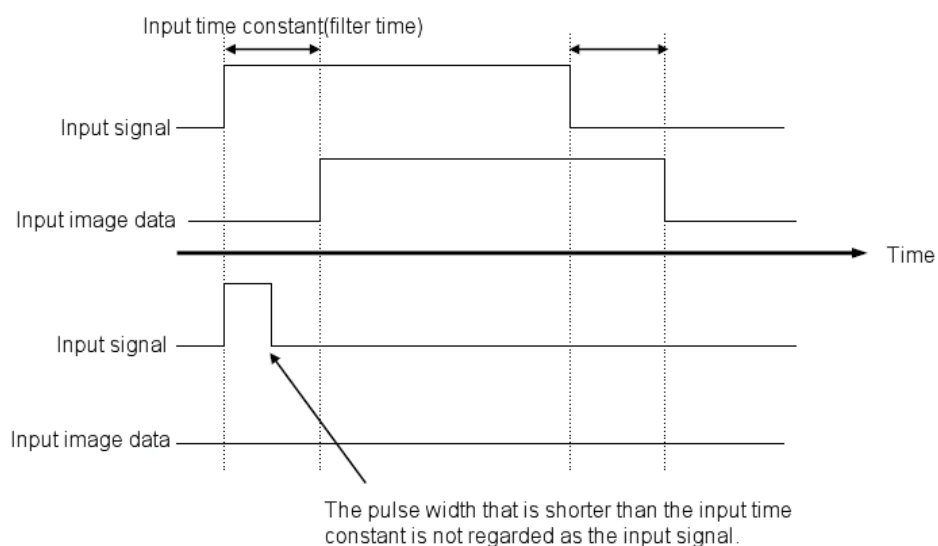 Input time constant(filter time)
Input signal
Input image data
Time
Input signal
Input image data
The pulse width that is shorter than the input time
constant is not regarded as the input signal.